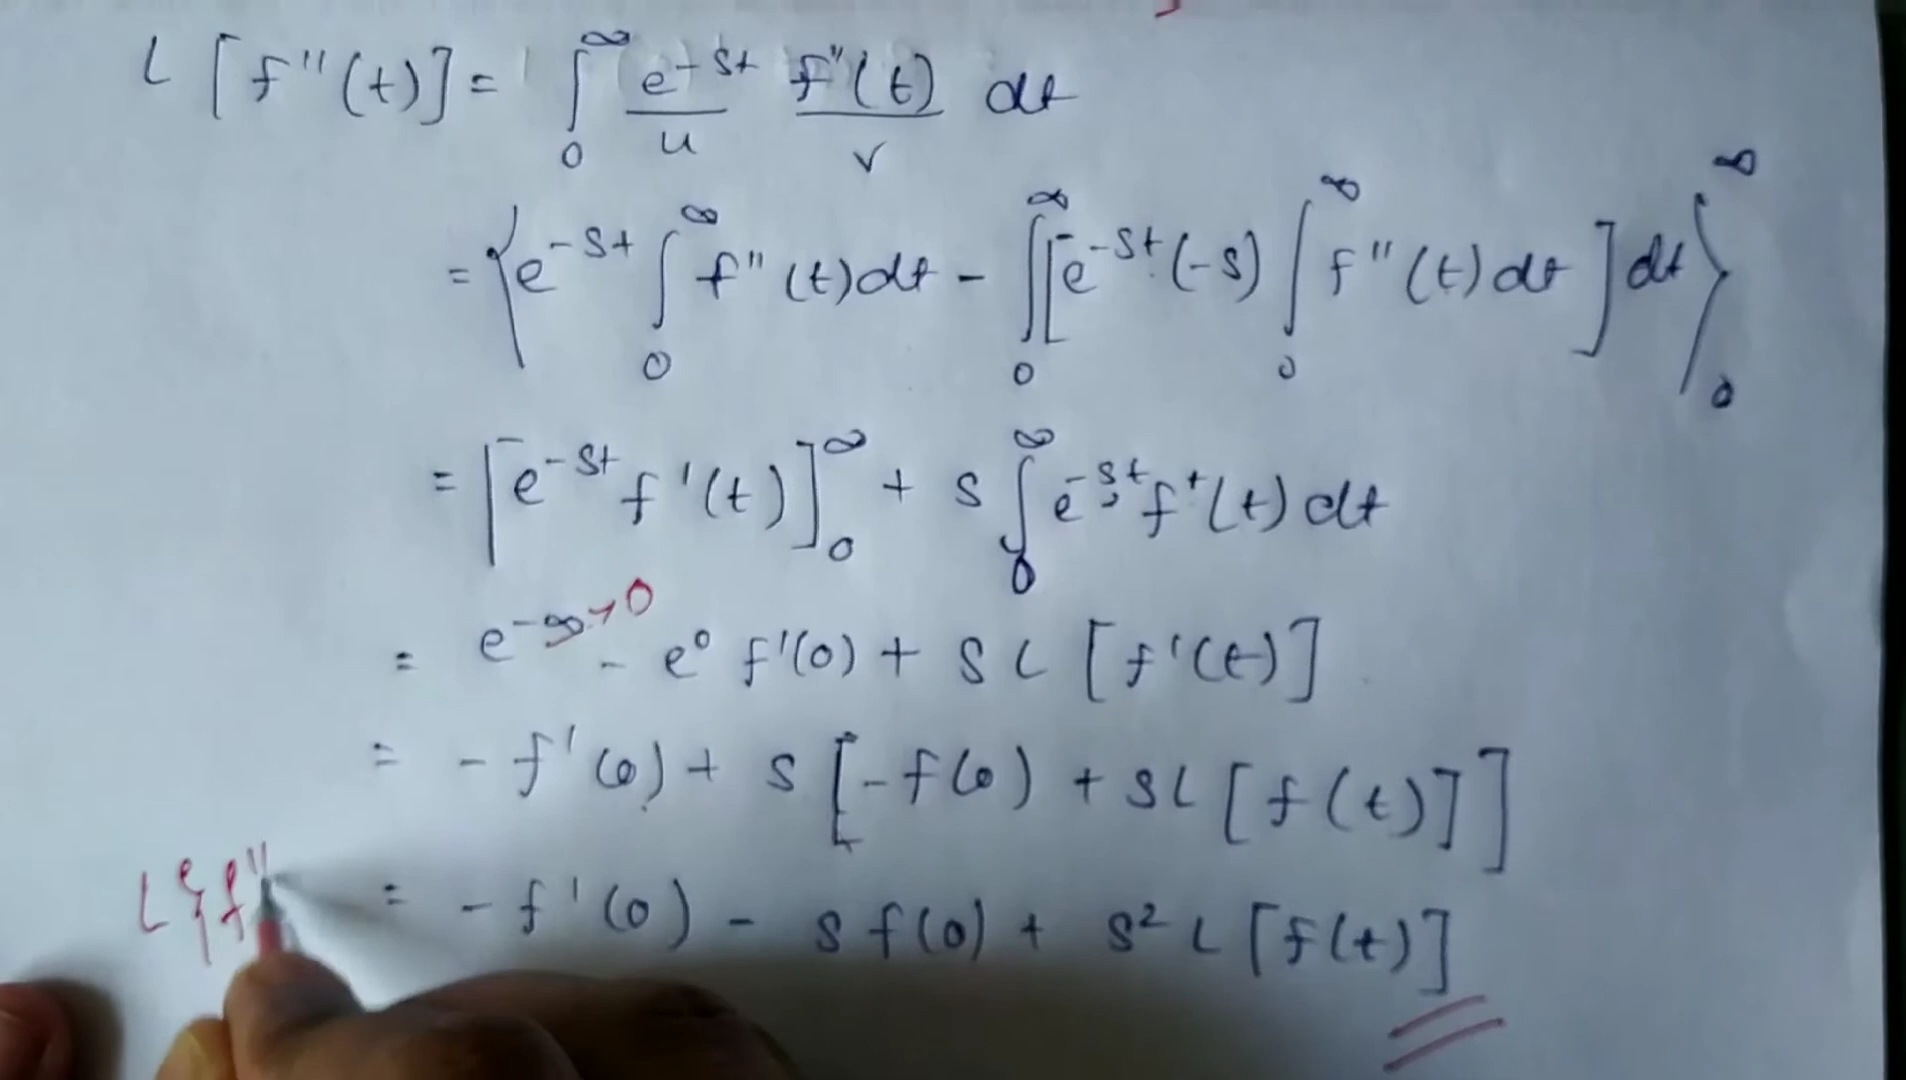 L [f''(t)] = ∫₀^∞ e^{-st} f''(t) dt
u v
= {e^{-st} ∫₀^∞ f''(t)dt - ∫₀^∞ [e^{-st}(-s) ∫₀^∞ f''(t)dt] dt}₀^∞
= [e^{-st} f'(t)]₀^∞ + s ∫₀^∞ e^{-st} f'(t) dt
= e^{-∞}→0 - e⁰ f'(0) + s L [f'(t)]
= - f'(0) + s [-f(0) + sL [f(t)]]
L{f'' = - f'(0) - s f(0) + s² L [f(t)]